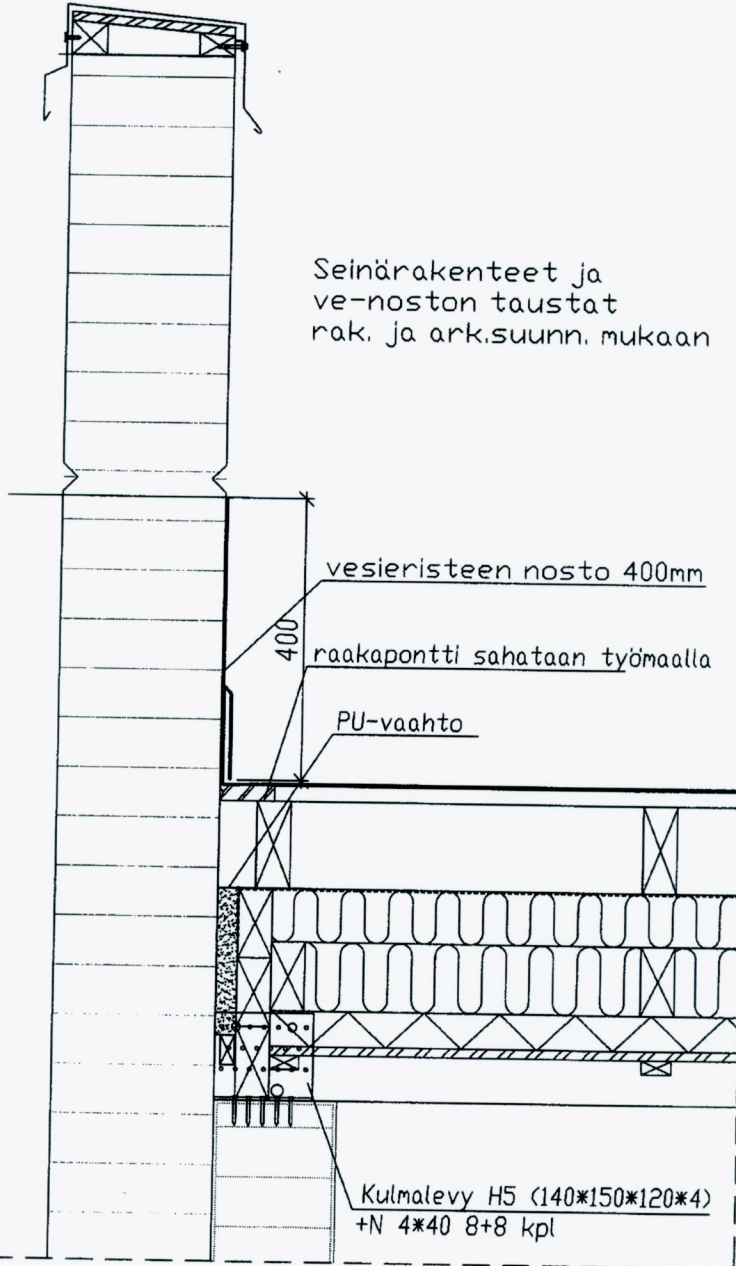 Seinärakenteet ja
ve-noston taustat
rak. ja ark.suunn. mukaan
vesieristeen nosto 400mm
400
raakapontti sahataan työmaalla
PU-vaahto
Kulmalevy H5 (140*150*120*4)
+N 4*40 8+8 kpl